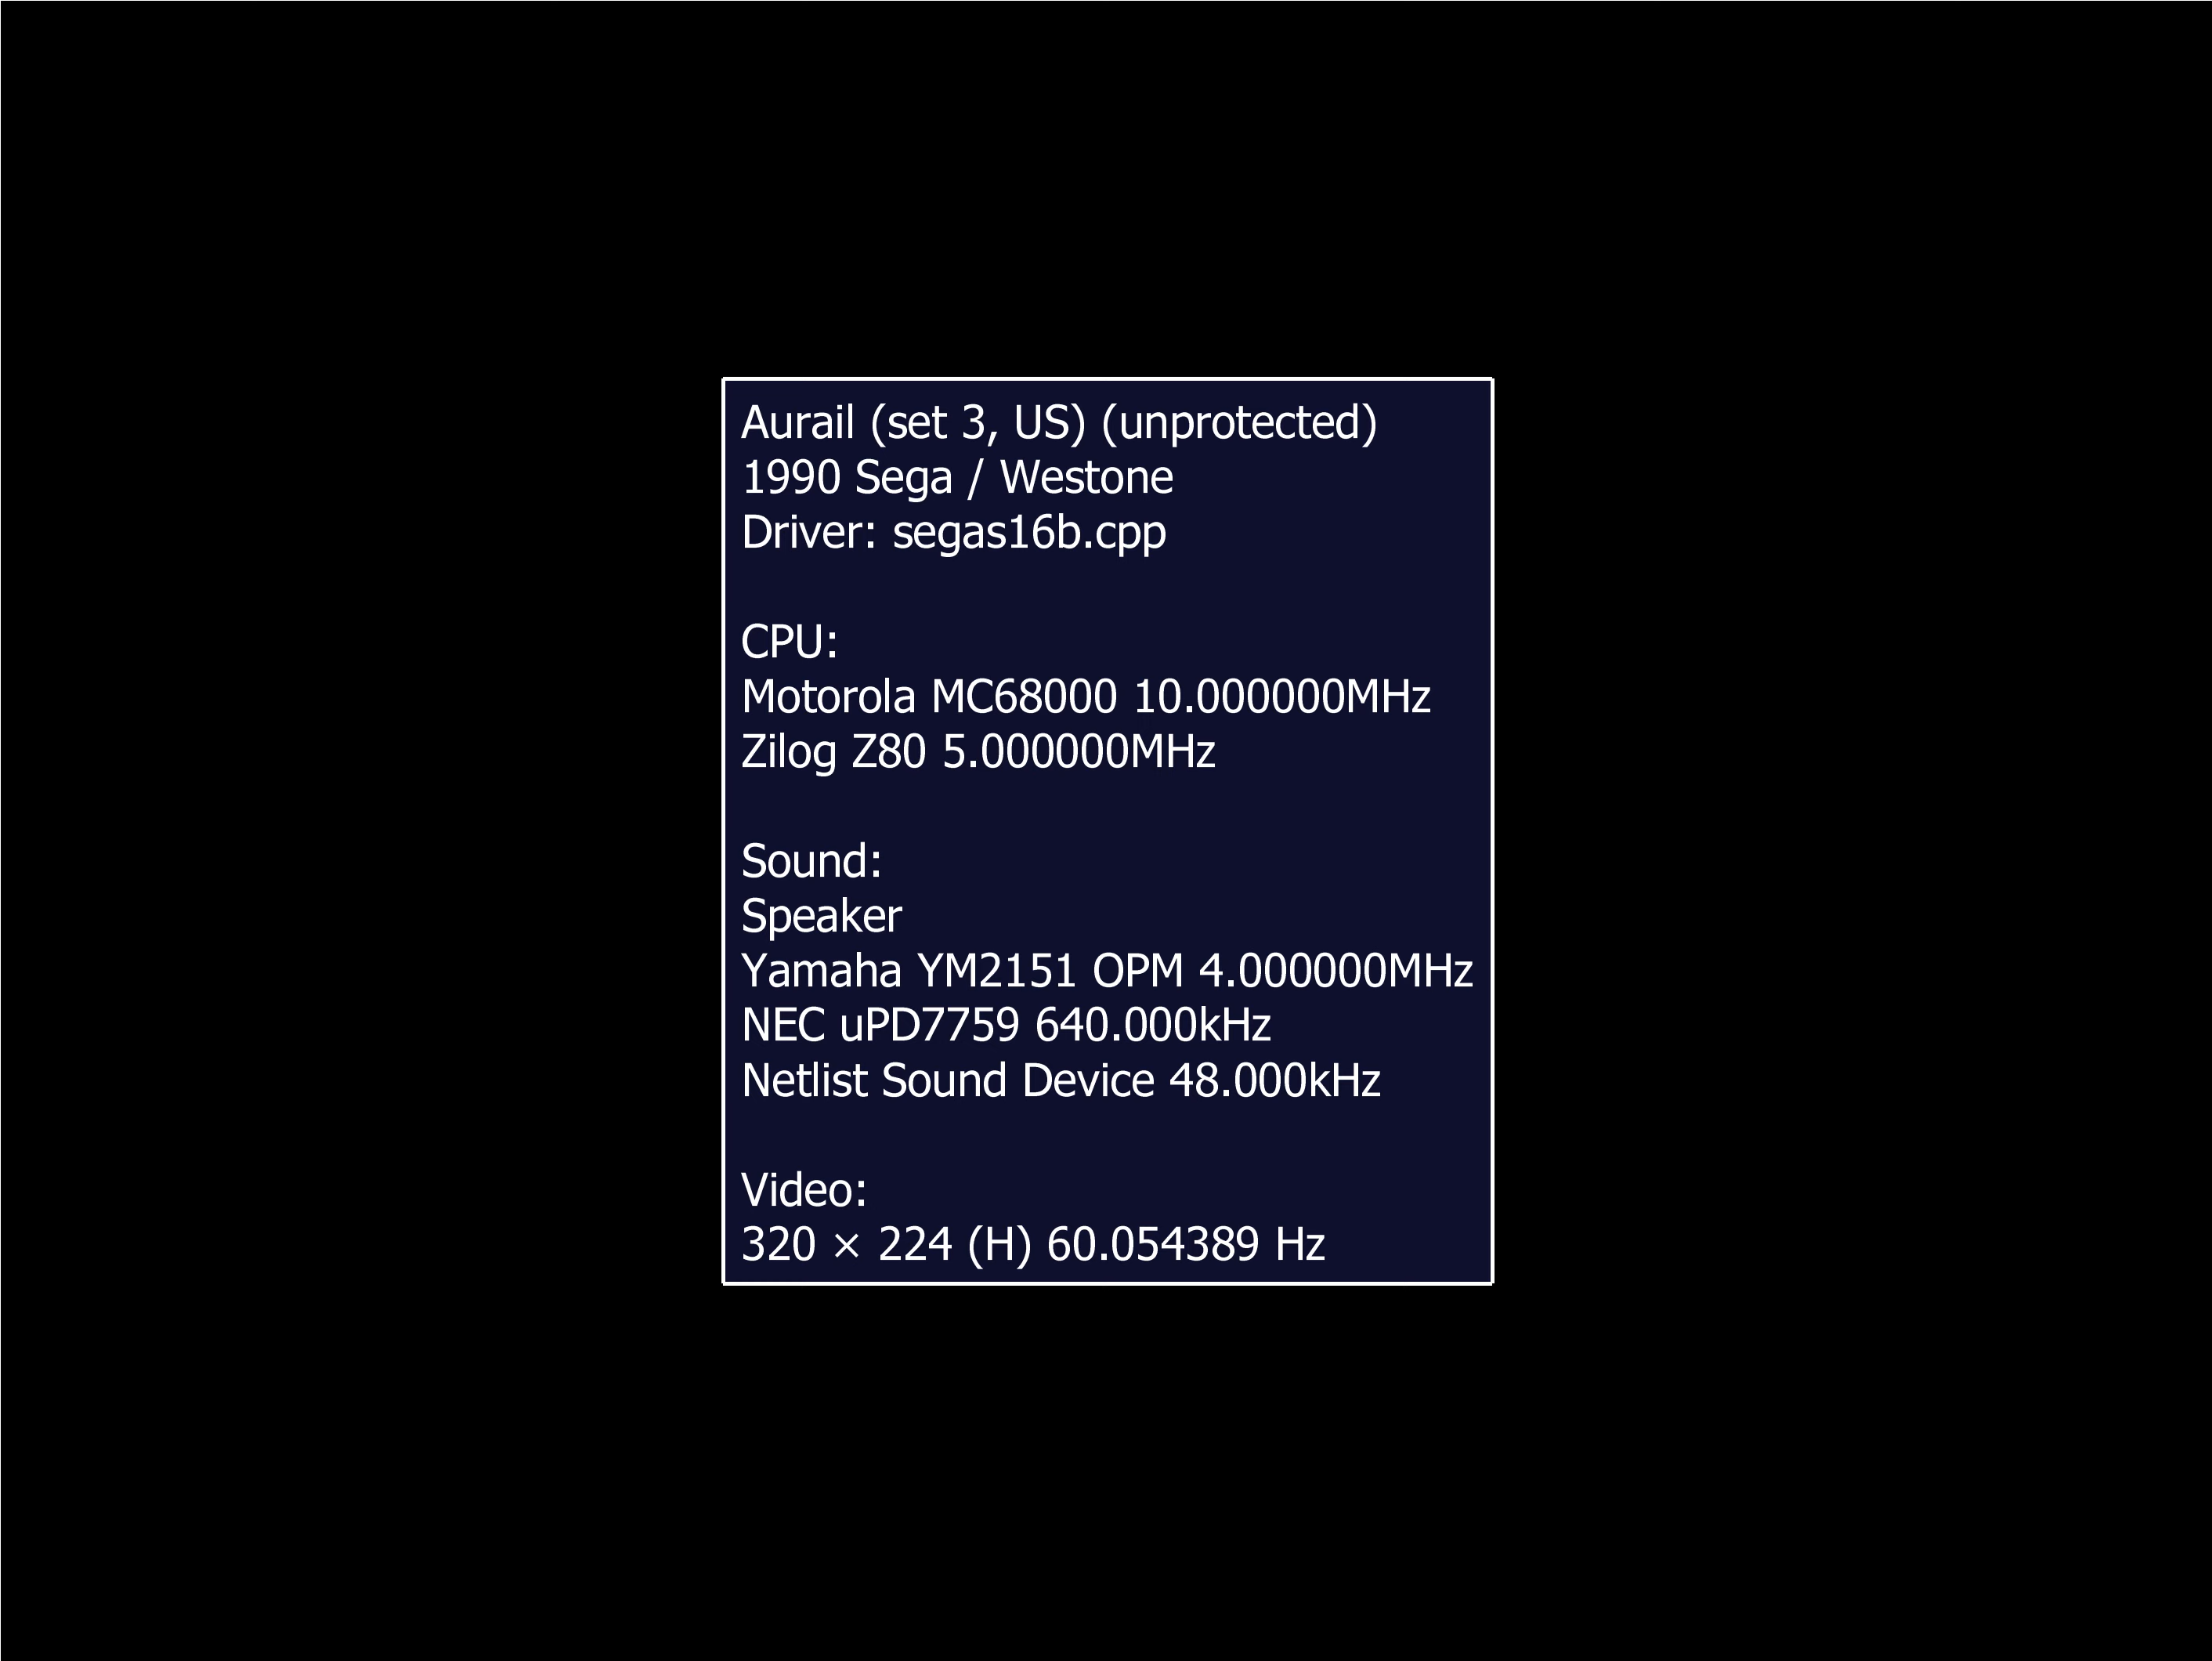 Aurail (set 3, US) (unprotected)
1990 Sega / Westone
Driver: segas16b.cpp
CPU:
Motorola MC68000 10.000000MHz
Zilog Z80 5.000000MHz
Sound:
Speaker
Yamaha YM2151 OPM 4.000000MHz
NEC uPD7759 640.000kHz
Netlist Sound Device 48.000kHz
Video:
320 × 224 (H) 60.054389 Hz